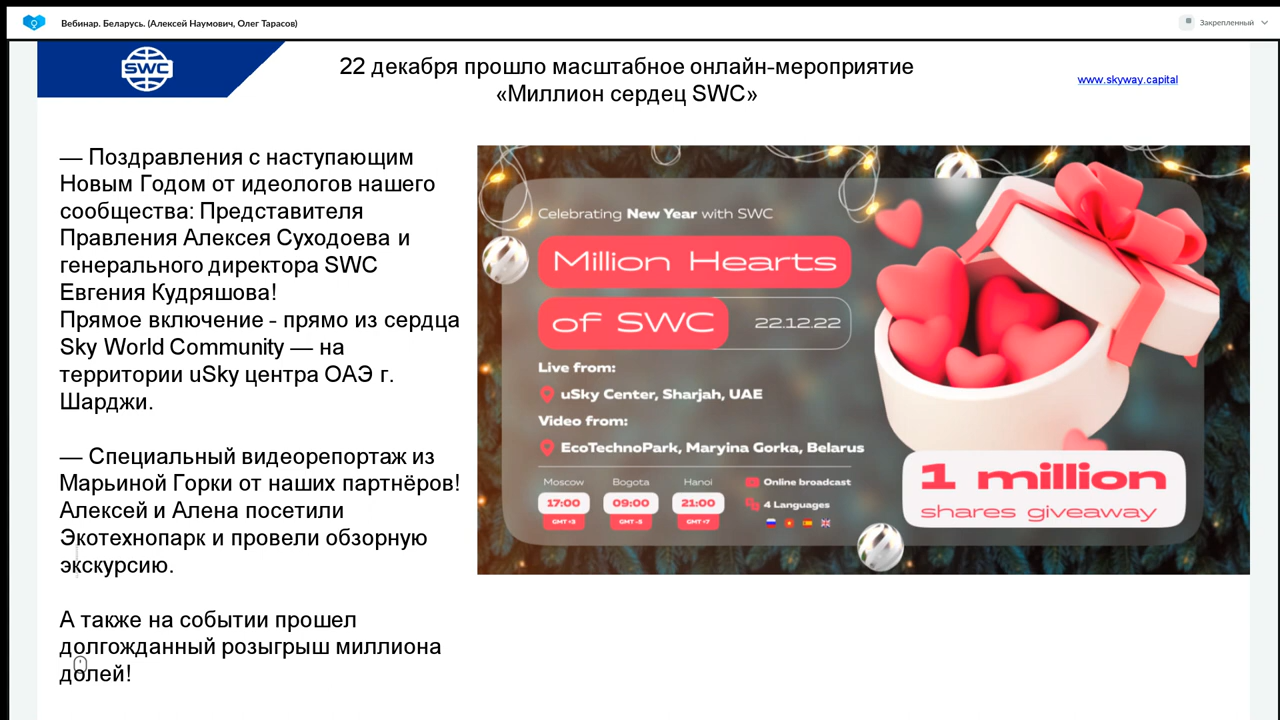 Вебинар. Беларусь. (Алексей Наумович, Олег Тарасов)
Закрепленный
SWC
22 декабря прошло масштабное онлайн-мероприятие
«Миллион сердец SWC»
www.skyway.capital
— Поздравления с наступающим
Новым Годом от идеологов нашего
сообщества: Представителя
Правления Алексея Суходоева и
генерального директора SWC
Евгения Кудряшова!
Прямое включение - прямо из сердца
Sky World Community — на
территории uSky центра ОАЭ г.
Шарджи.
— Специальный видеорепортаж из
Марьиной Горки от наших партнёров!
Алексей и Алена посетили
Экотехнопарк и провели обзорную
экскурсию.
А также на событии прошел
долгожданный розыгрыш миллиона
долей!
Celebrating New Year with SWC
Million Hearts
of SWC 22.12.22
Live from:
uSky Center, Sharjah, UAE
Video from:
EcoTechnoPark, Maryina Gorka, Belarus
Moscow Bogota Hanoi
17:00 09:00 21:00
GMT +3 GMT -5 GMT +7
Online broadcast
4 Languages
1 million
shares giveaway